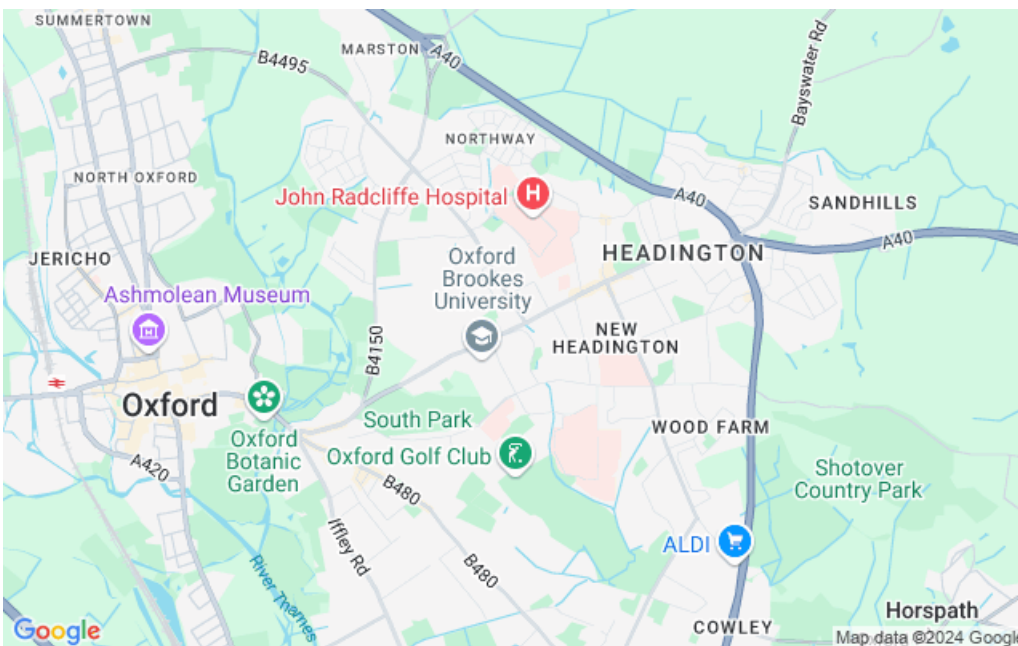 SUMMERTOWN
MARSTON
A40
Bayswater Rd
B4495
NORTHWAY
NORTH OXFORD
John Radcliffe Hospital
H
A40
SANDHILLS
A40
JERICHO
HEADINGTON
Oxford
Brookes
University
Ashmolean Museum
B4150
NEW
HEADINGTON
Oxford
South Park
WOOD FARM
Oxford
Botanic
Garden
Oxford Golf Club
A420
B480
Shotover
Country Park
Iffley Rd
ALDI
B480
River Thames
Horspath
Google
COWLEY
Map data ©2024 Google